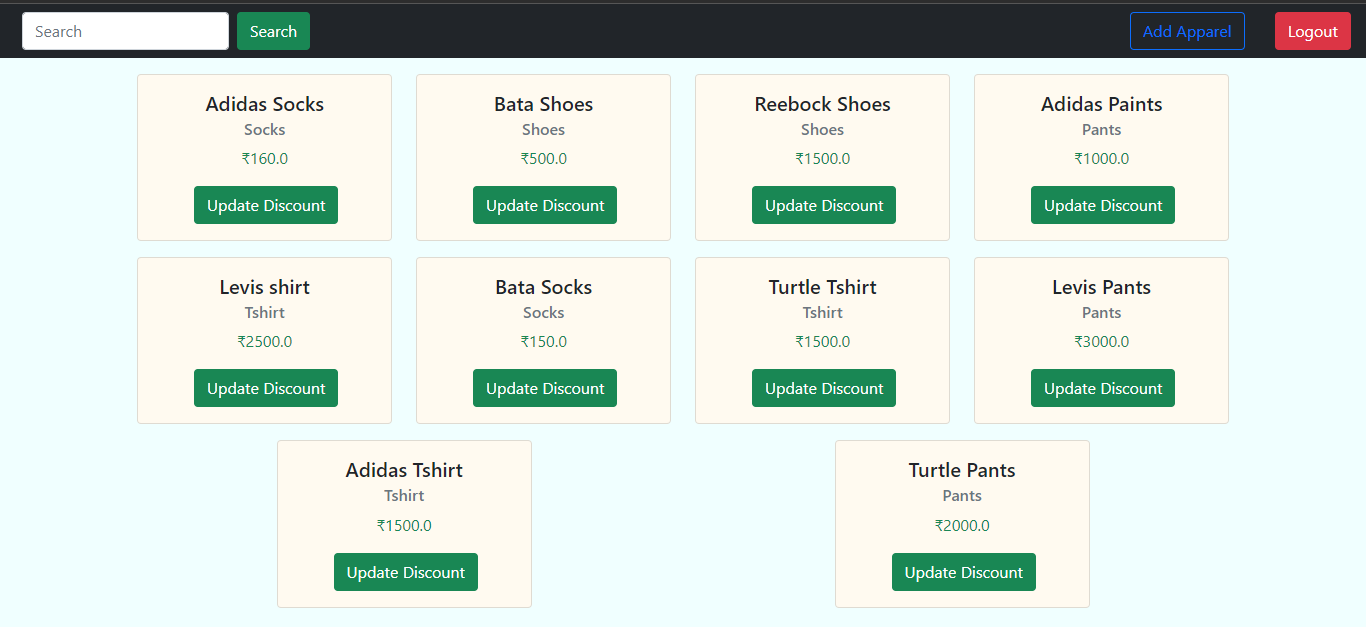 Search
Search
Add Apparel
Logout
Adidas Socks
Socks
₹160.0
Update Discount
Bata Shoes
Shoes
₹500.0
Update Discount
Reebock Shoes
Shoes
₹1500.0
Update Discount
Adidas Paints
Pants
₹1000.0
Update Discount
Levis shirt
Tshirt
₹2500.0
Update Discount
Bata Socks
Socks
₹150.0
Update Discount
Turtle Tshirt
Tshirt
₹1500.0
Update Discount
Levis Pants
Pants
₹3000.0
Update Discount
Adidas Tshirt
Tshirt
₹1500.0
Update Discount
Turtle Pants
Pants
₹2000.0
Update Discount